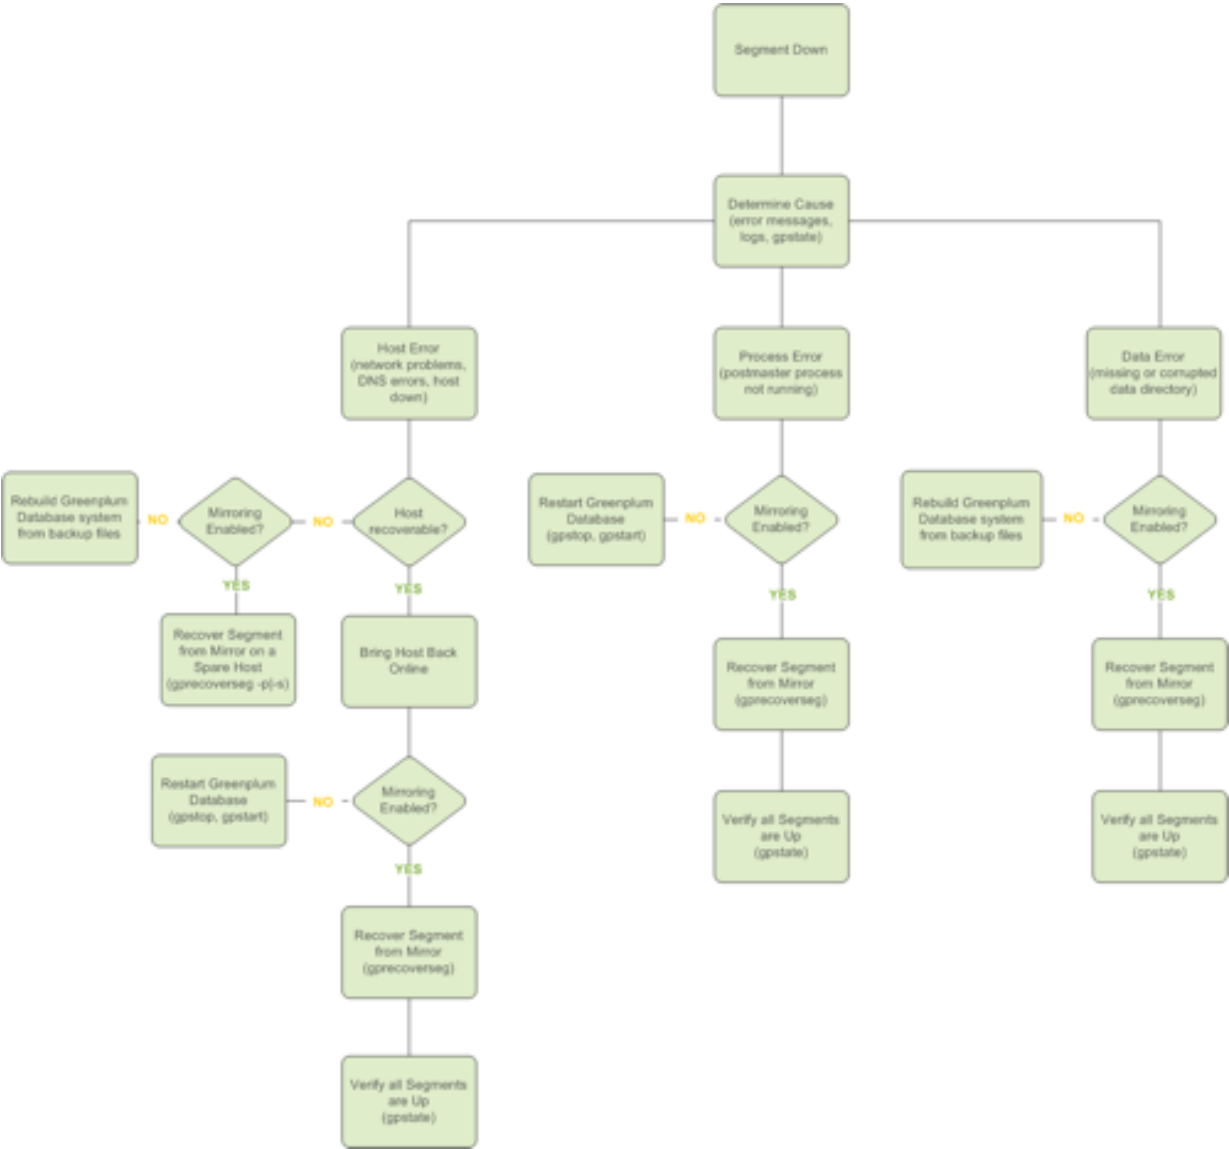 Segment Down
Determine Cause
(error messages,
logs, gpstate)
Host Error
(network problems,
DNS errors, host
down)
Process Error
(postmaster process
not running)
Data Error
(missing or corrupted
data directory)
Rebuild Greenplum
Database system
from backup files
NO
Mirroring
Enabled?
NO
Host
recoverable?
Restart Greenplum
Database
(gpstop, gpstart)
NO
Mirroring
Enabled?
Rebuild Greenplum
Database system
from backup files
NO
Mirroring
Enabled?
YES
YES
YES
YES
Recover Segment
from Mirror on a
Spare Host
(gprecoverseg -p|-s)
Bring Host Back
Online
Recover Segment
from Mirror
(gprecoverseg)
Recover Segment
from Mirror
(gprecoverseg)
Restart Greenplum
Database
(gpstop, gpstart)
NO
Mirroring
Enabled?
Verify all Segments
are Up
(gpstate)
Verify all Segments
are Up
(gpstate)
YES
Recover Segment
from Mirror
(gprecoverseg)
Verify all Segments
are Up
(gpstate)